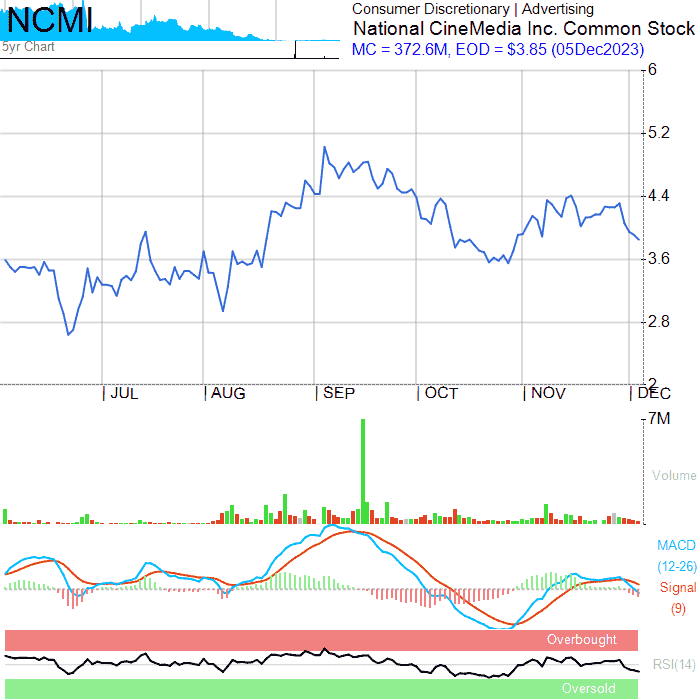 NCMI
5yr Chart
Consumer Discretionary | Advertising
National CineMedia Inc. Common Stock
MC = 372.6M, EOD = $3.85 (05Dec2023)
6
5.2
4.4
3.6
2.8
2
| JUL | AUG | SEP | OCT | NOV | DEC
7M
Volume
MACD
(12-26)
Signal
(9)
Overbought
RSI(14)
Oversold